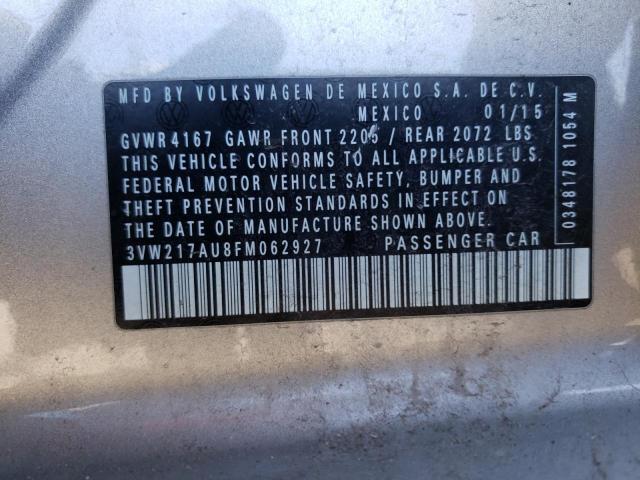 MFD BY VOLKSWAGEN DE MEXICO S.A. DE C.V.
MEXICO 01/15
GVWR 4167 GAWR FRONT 2205 / REAR 2072 LBS
THIS VEHICLE CONFORMS TO ALL APPLICABLE U.S.
FEDERAL MOTOR VEHICLE SAFETY, BUMPER AND
THEFT PREVENTION STANDARDS IN EFFECT ON
THE DATE OF MANUFACTURE SHOWN ABOVE.
3VW217AU8FM062927 PASSENGER CAR
0348178 1054 M